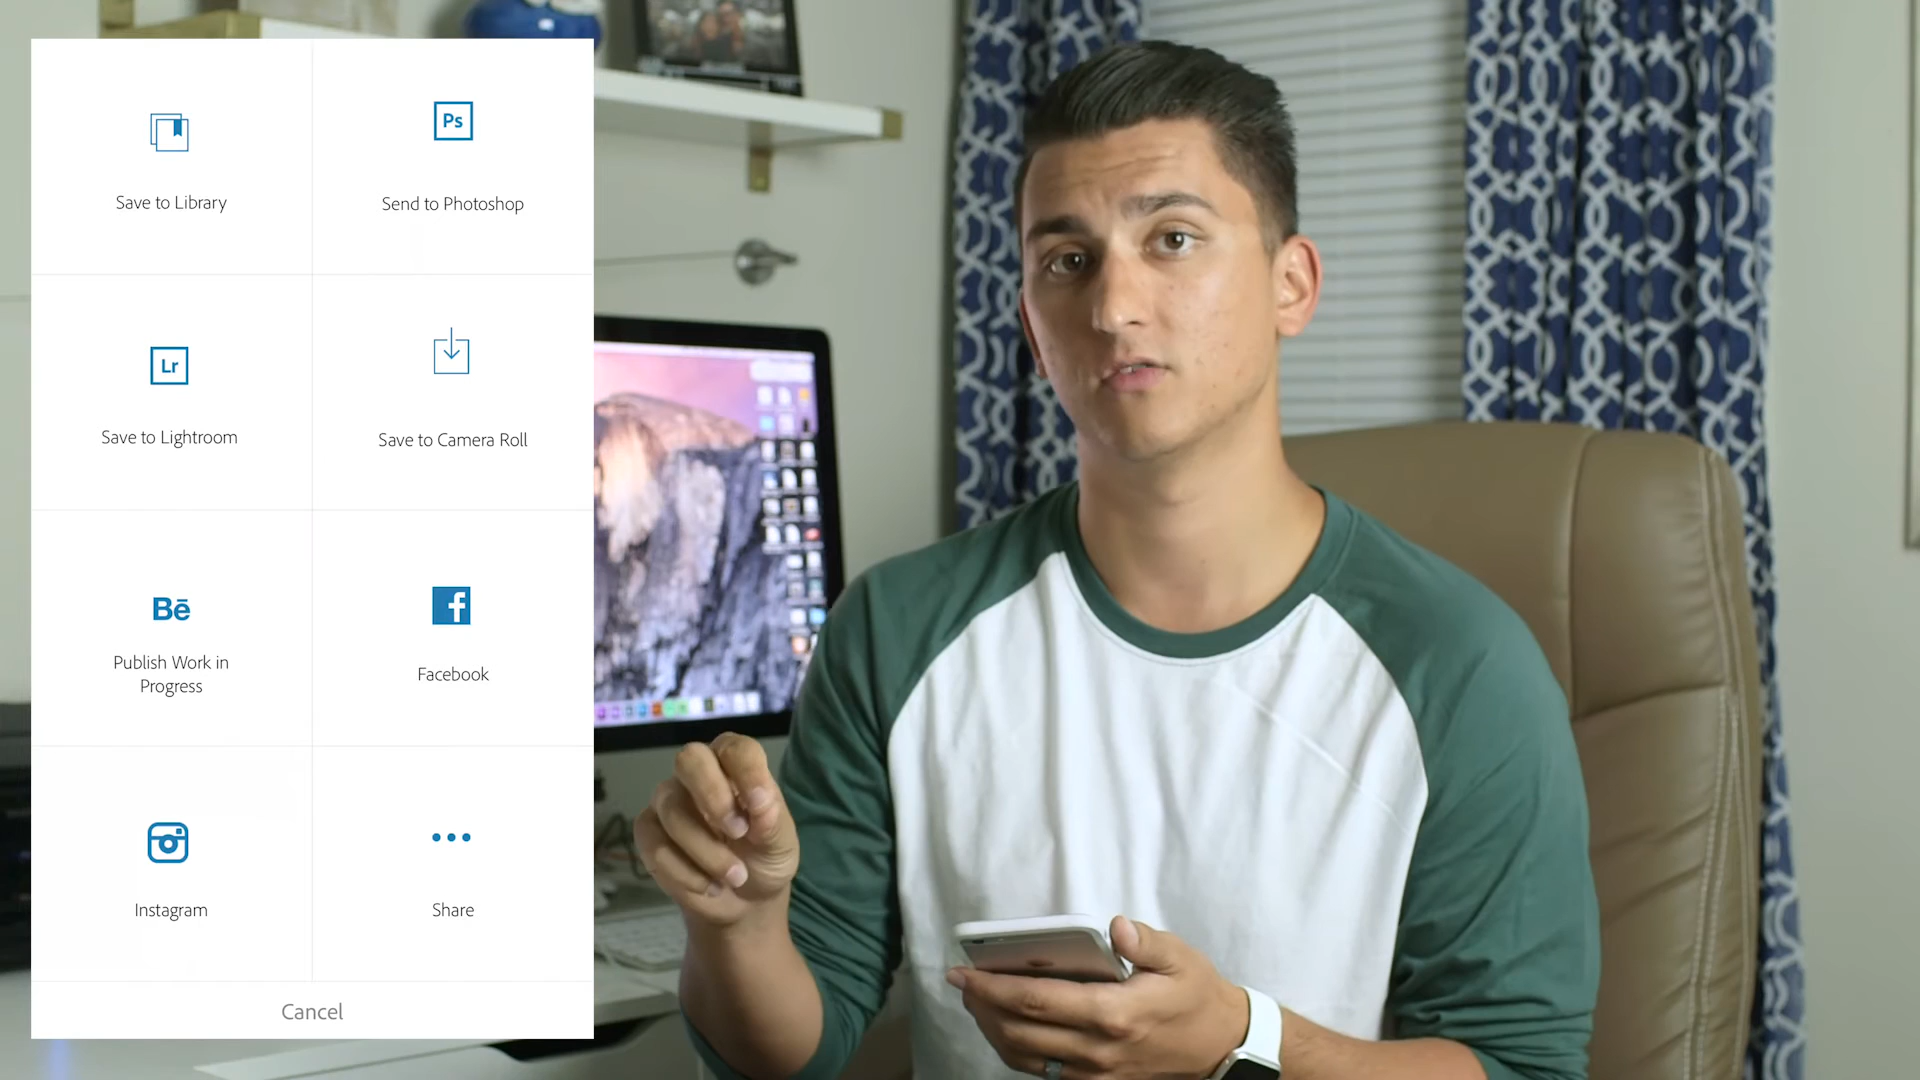 Ps
Save to Library
Send to Photoshop
Lr
Save to Lightroom
Save to Camera Roll
Bē
f
Publish Work in
Progress
Facebook
Instagram
Share
Cancel